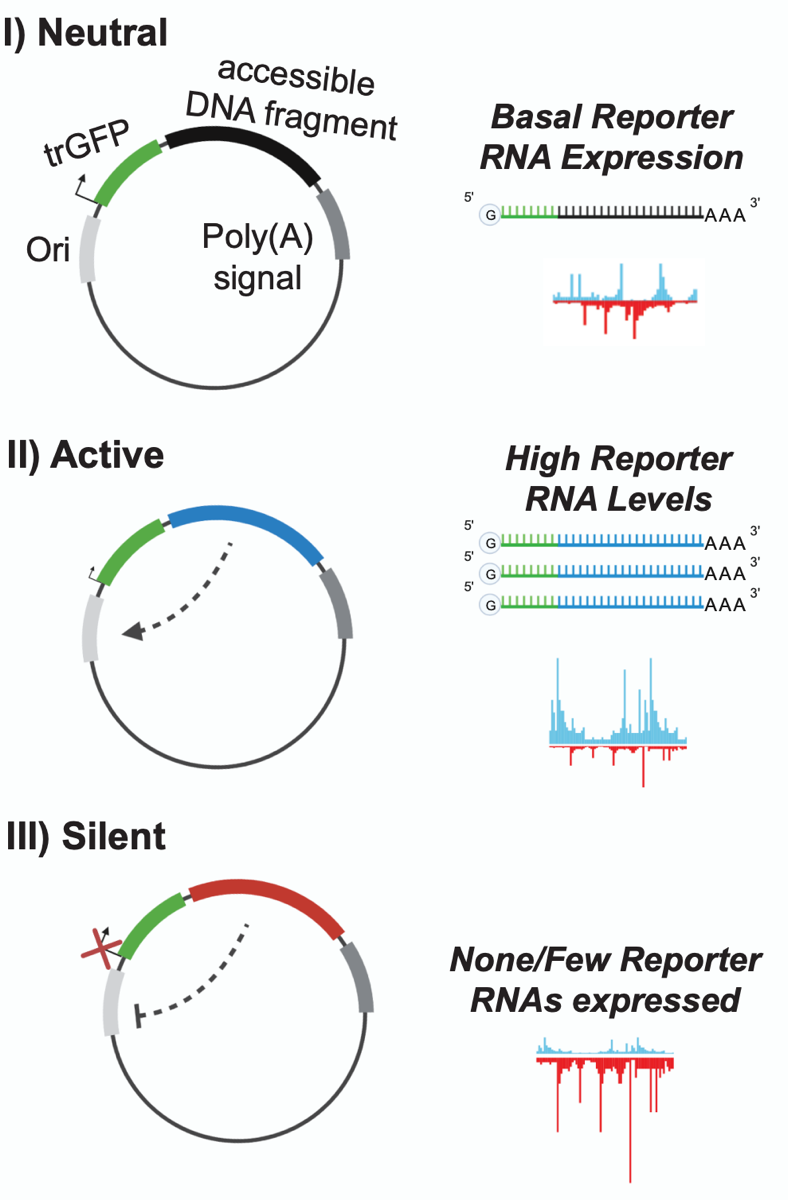 I) Neutral
accessible
DNA fragment
trGFP
Ori
Poly(A)
signal
Basal Reporter
RNA Expression
5'
G
AAA
3'
II) Active
High Reporter
RNA Levels
5'
G
AAA
3'
5'
G
AAA
3'
5'
G
AAA
3'
III) Silent
None/Few Reporter
RNAs expressed